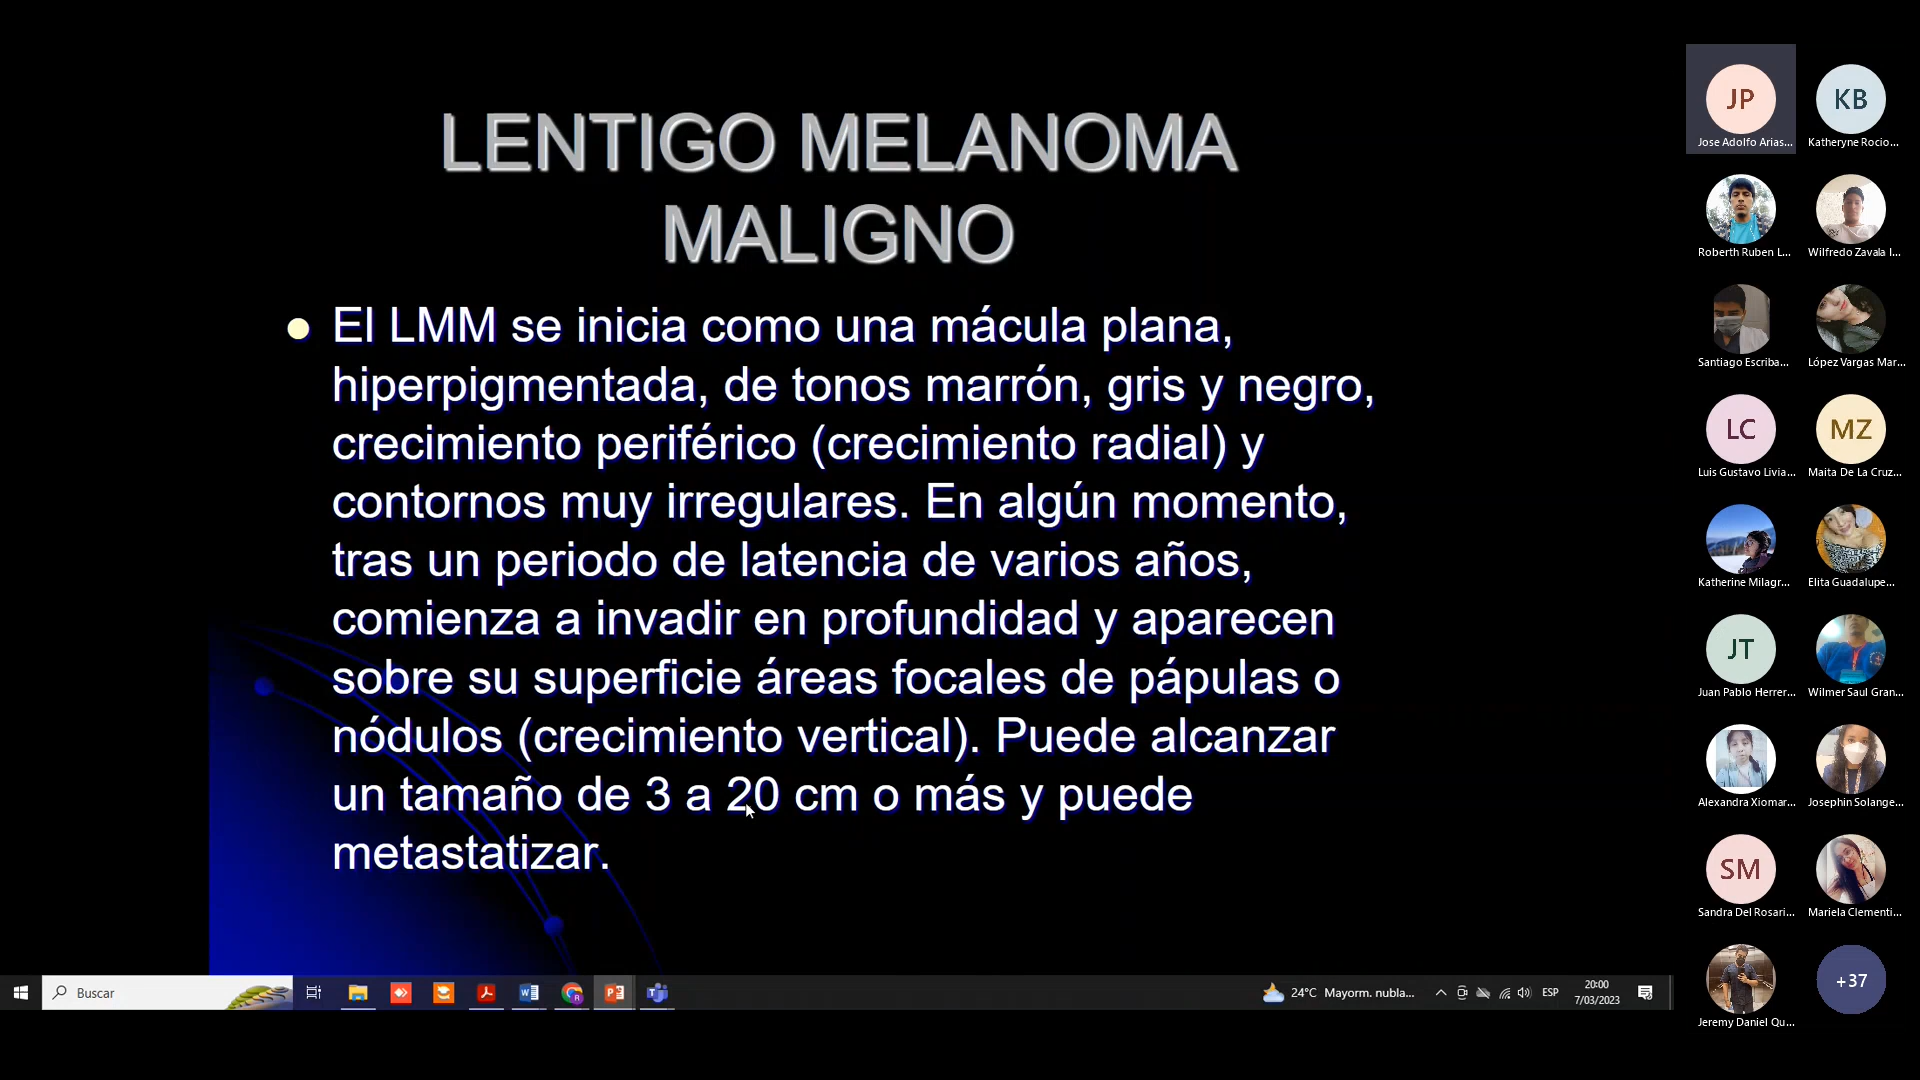 LENTIGO MELANOMA
MALIGNO
El LMM se inicia como una mácula plana,
hiperpigmentada, de tonos marrón, gris y negro,
crecimiento periférico (crecimiento radial) y
contornos muy irregulares. En algún momento,
tras un periodo de latencia de varios años,
comienza a invadir en profundidad y aparecen
sobre su superficie áreas focales de pápulas o
nódulos (crecimiento vertical). Puede alcanzar
un tamaño de 3 a 20 cm o más y puede
metastatizar.
JP KB
Jose Adolfo Arias... Katheryne Rocio...
Roberth Ruben L... Wilfredo Zavala I...
Santiago Escriba... López Vargas Mar...
LC MZ
Luis Gustavo Livia... Maita De La Cruz...
Katherine Milagr... Elita Guadalupe...
JT
Juan Pablo Herrer... Wilmer Saul Gran...
Alexandra Xiomar... Josephin Solange...
SM
Sandra Del Rosari... Mariela Clementi...
+37
Jeremy Daniel Qu...
Buscar
24°C Mayorm. nubla...
ESP
20:00
7/03/2023